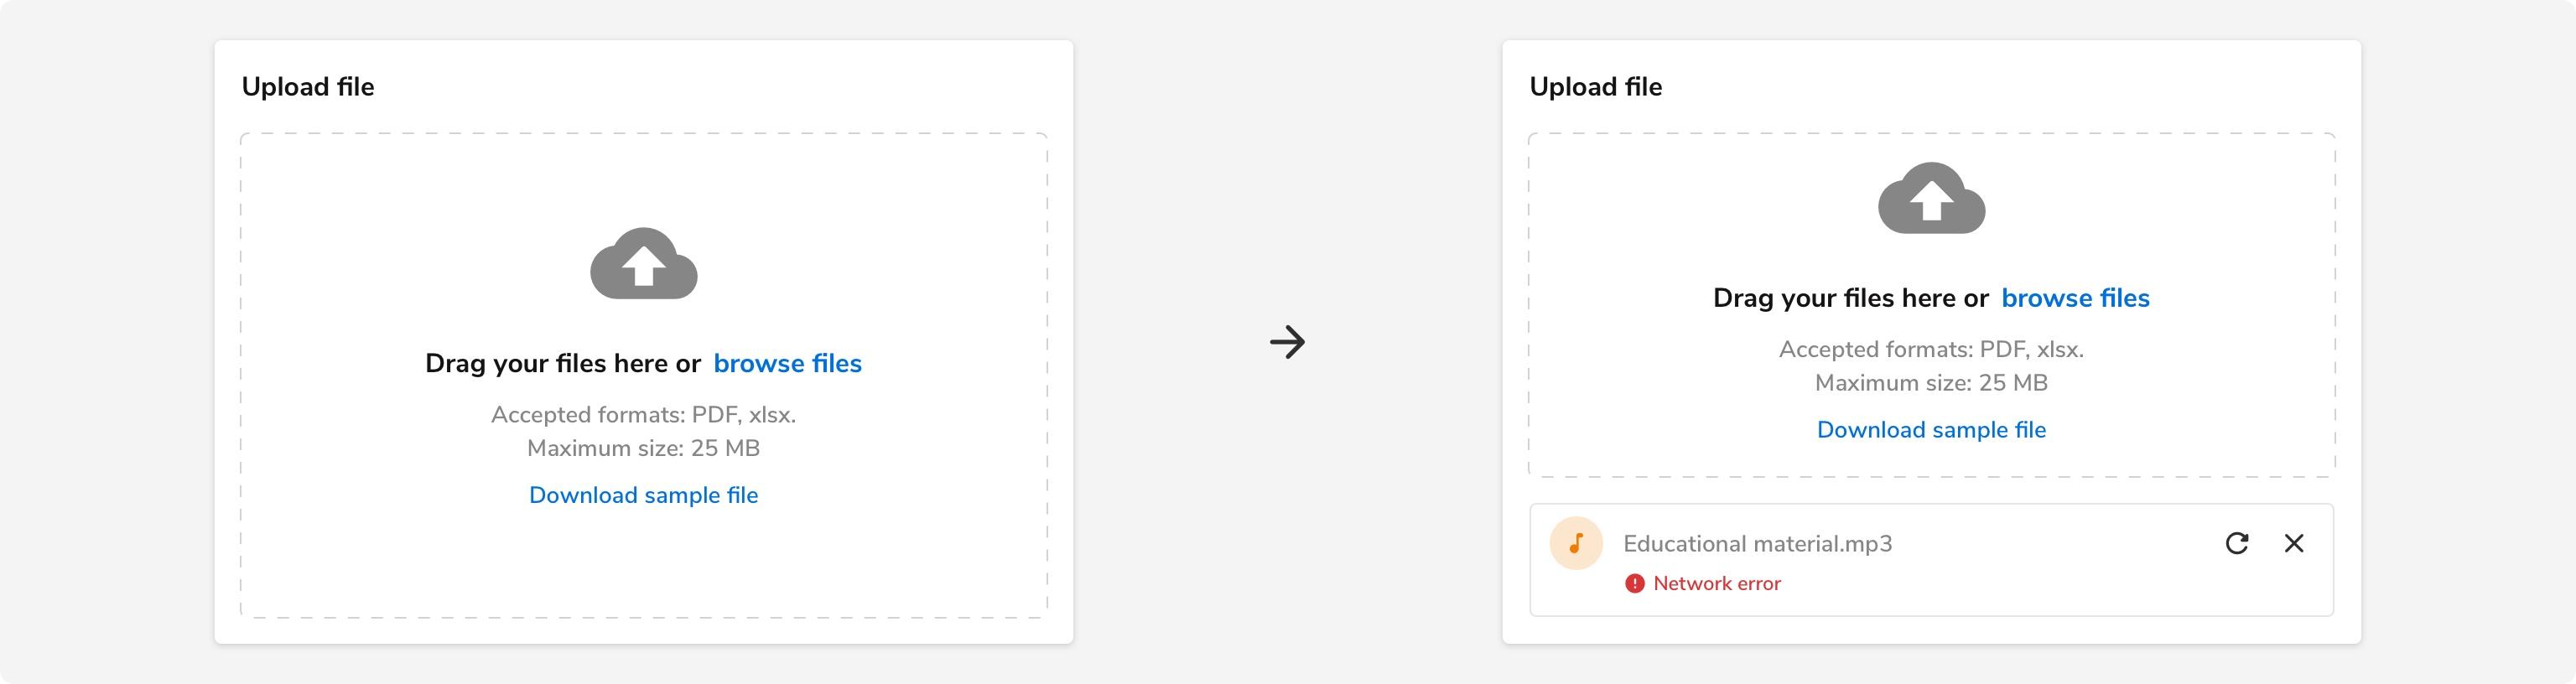 Upload file
Drag your files here or browse files
Accepted formats: PDF, xlsx.
Maximum size: 25 MB
Download sample file
Upload file
Drag your files here or browse files
Accepted formats: PDF, xlsx.
Maximum size: 25 MB
Download sample file
Educational material.mp3
Network error